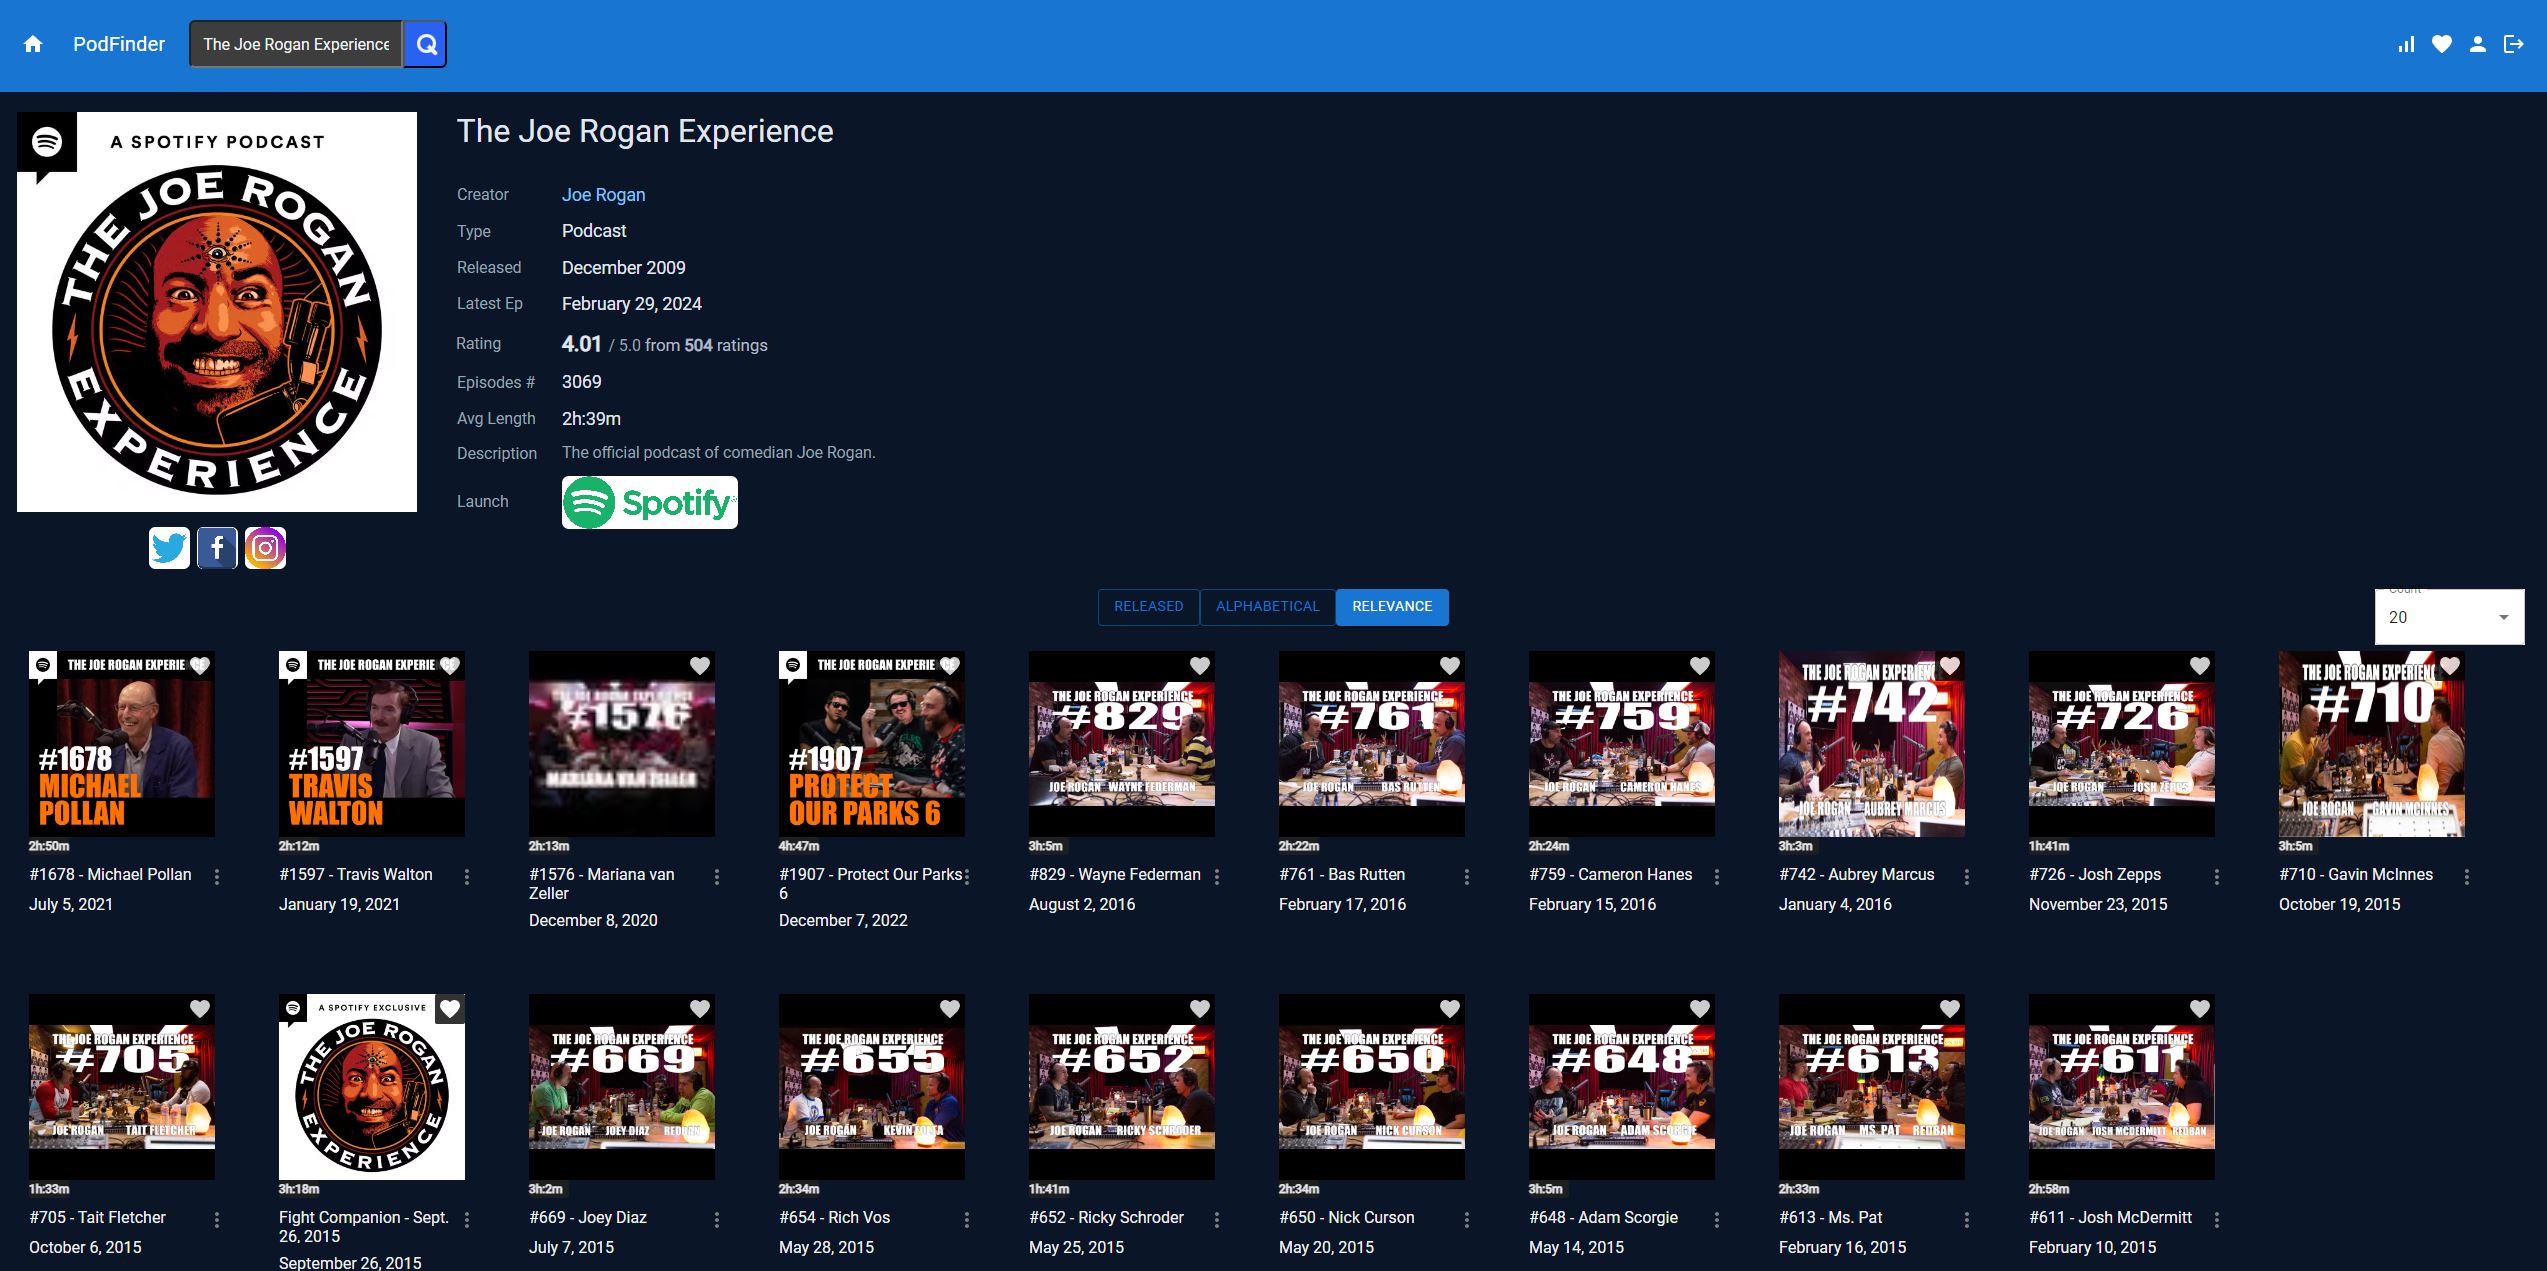 PodFinder
The Joe Rogan Experience
A SPOTIFY PODCAST
THE JOE ROGAN
EXPERIENCE
The Joe Rogan Experience
Creator Joe Rogan
Type Podcast
Released December 2009
Latest Ep February 29, 2024
Rating 4.01 / 5.0 from 504 ratings
Episodes # 3069
Avg Length 2h:39m
Description The official podcast of comedian Joe Rogan.
Launch Spotify
RELEASED ALPHABETICAL RELEVANCE
Count
20
THE JOE ROGAN EXPERIE CE
#1678
MICHAEL
POLLAN
2h:50m
#1678 - Michael Pollan
July 5, 2021
THE JOE ROGAN EXPERIE CE
#1597
TRAVIS
WALTON
2h:12m
#1597 - Travis Walton
January 19, 2021
THE JOE ROGAN EXPERIENCE
#1576
MARIANA VAN ZELLER
2h:13m
#1576 - Mariana van
Zeller
December 8, 2020
THE JOE ROGAN EXPERIE CE
#1907
PROTECT
OUR PARKS 6
4h:47m
#1907 - Protect Our Parks
6
December 7, 2022
THE JOE ROGAN EXPERIENCE
#829
JOE ROGAN WAYNE FEDERMAN
3h:5m
#829 - Wayne Federman
August 2, 2016
THE JOE ROGAN EXPERIENCE
#761
JOE ROGAN BAS RUTTEN
2h:22m
#761 - Bas Rutten
February 17, 2016
THE JOE ROGAN EXPERIENCE
#759
JOE ROGAN CAMERON HANES
2h:24m
#759 - Cameron Hanes
February 15, 2016
THE JOE ROGAN EXPERIENC
#742
JOE ROGAN AUBREY MARCUS
3h:3m
#742 - Aubrey Marcus
January 4, 2016
THE JOE ROGAN EXPERIENCE
#726
JOE ROGAN JOSH ZEPPS
1h:41m
#726 - Josh Zepps
November 23, 2015
THE JOE ROGAN EXPERIENC
#710
JOE ROGAN GAVIN MCINNES
3h:5m
#710 - Gavin McInnes
October 19, 2015
THE JOE ROGAN EXPERIENCE
#705
JOE ROGAN TAIT FLETCHER
1h:33m
#705 - Tait Fletcher
October 6, 2015
A SPOTIFY EXCLUSIVE
THE JOE ROGAN
EXPERIENCE
3h:18m
Fight Companion - Sept.
26, 2015
September 26, 2015
THE JOE ROGAN EXPERIENCE
#669
JOE ROGAN JOEY DIAZ REDBAN
3h:2m
#669 - Joey Diaz
July 7, 2015
THE JOE ROGAN EXPERIENCE
#655
JOE ROGAN KEVIN FOLTA
2h:34m
#654 - Rich Vos
May 28, 2015
THE JOE ROGAN EXPERIENCE
#652
JOE ROGAN RICKY SCHRODER
1h:41m
#652 - Ricky Schroder
May 25, 2015
THE JOE ROGAN EXPERIENCE
#650
JOE ROGAN NICK CURSON
2h:34m
#650 - Nick Curson
May 20, 2015
THE JOE ROGAN EXPERIENCE
#648
JOE ROGAN ADAM SCORGIE
3h:5m
#648 - Adam Scorgie
May 14, 2015
THE JOE ROGAN EXPERIENCE
#613
JOE ROGAN MS. PAT REDBAN
2h:33m
#613 - Ms. Pat
February 16, 2015
THE JOE ROGAN EXPERIENCE
#611
JOE ROGAN JOSH MCDERMITT REDBAN
2h:58m
#611 - Josh McDermitt
February 10, 2015